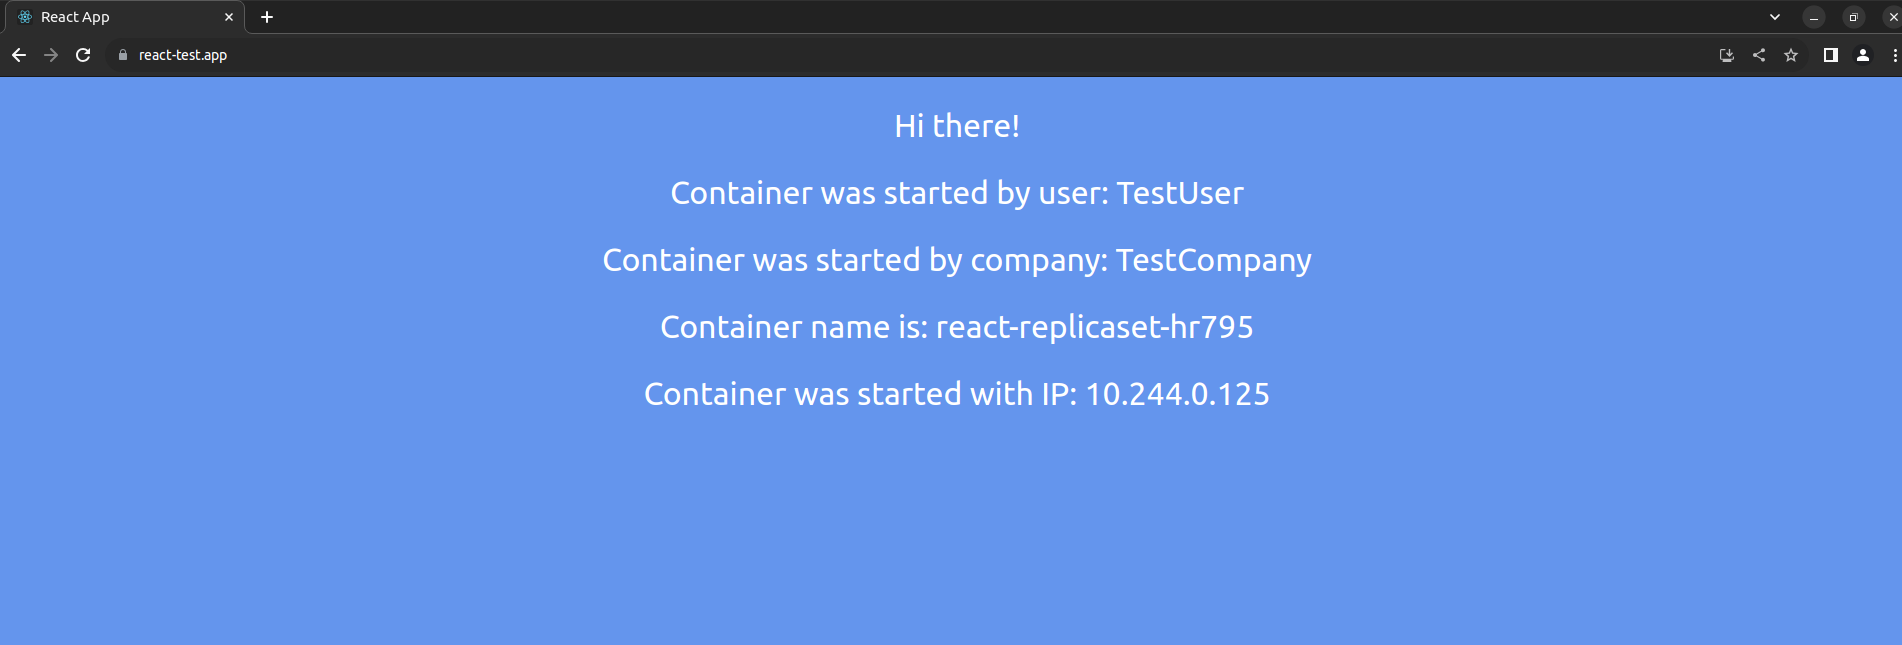 React App
react-test.app
Hi there!
Container was started by user: TestUser
Container was started by company: TestCompany
Container name is: react-replicaset-hr795
Container was started with IP: 10.244.0.125